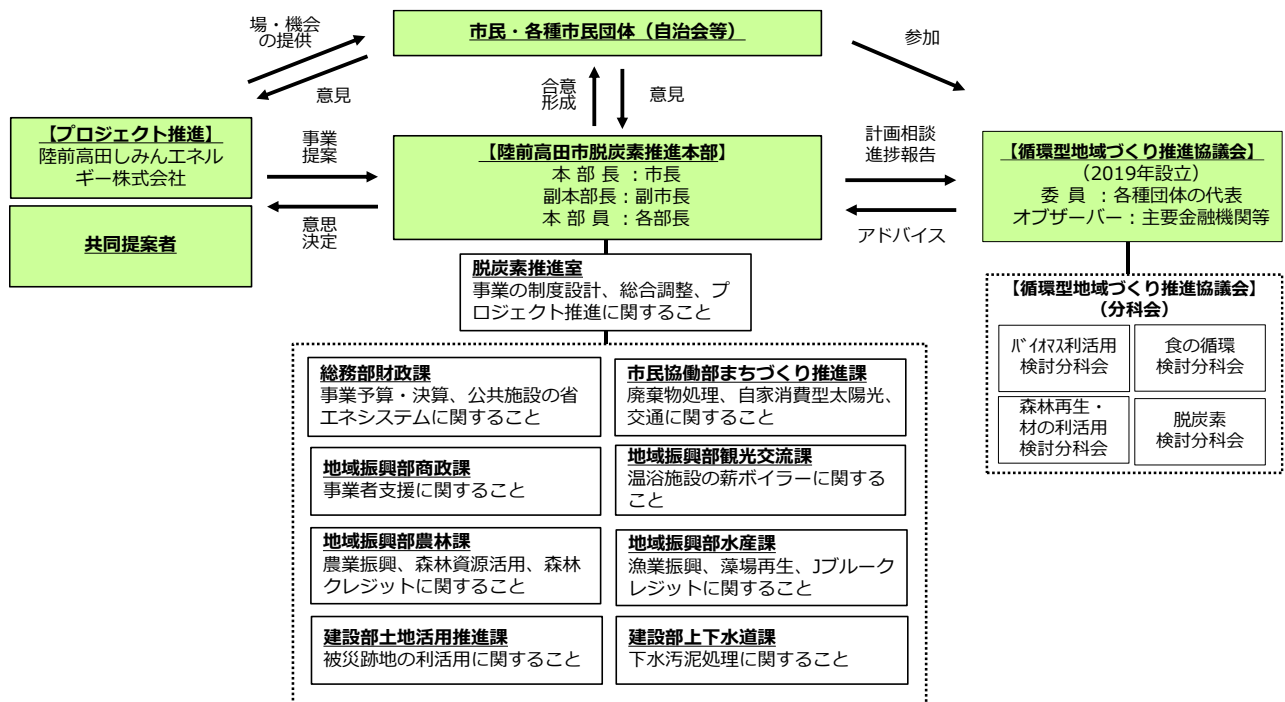 場・機会
の提供
市民・各種市民団体（自治会等）
参加
意見
合意
形成
意見
【プロジェクト推進】
陸前高田しみんエネル
ギー株式会社
共同提案者
事業
提案
意思
決定
【陸前高田市脱炭素推進本部】
本 部 長 ：市長
副本部長：副市長
本 部 員 ：各部長
計画相談
進捗報告
アドバイス
【循環型地域づくり推進協議会】
（2019年設立）
委 員 ：各種団体の代表
オブザーバー：主要金融機関等
脱炭素推進室
事業の制度設計、総合調整、プ
ロジェクト推進に関すること
【循環型地域づくり推進協議会】
（分科会）
ﾊﾞｲｵﾏｽ利活用
検討分科会
食の循環
検討分科会
森林再生・
材の利活用
検討分科会
脱炭素
検討分科会
総務部財政課
事業予算・決算、公共施設の省
エネシステムに関すること
市民協働部まちづくり推進課
廃棄物処理、自家消費型太陽光、
交通に関すること
地域振興部商政課
事業者支援に関すること
地域振興部観光交流課
温浴施設の薪ボイラーに関する
こと
地域振興部農林課
農業振興、森林資源活用、森林
クレジットに関すること
地域振興部水産課
漁業振興、藻場再生、Jブルーク
レジットに関すること
建設部土地活用推進課
被災跡地の利活用に関すること
建設部上下水道課
下水汚泥処理に関すること